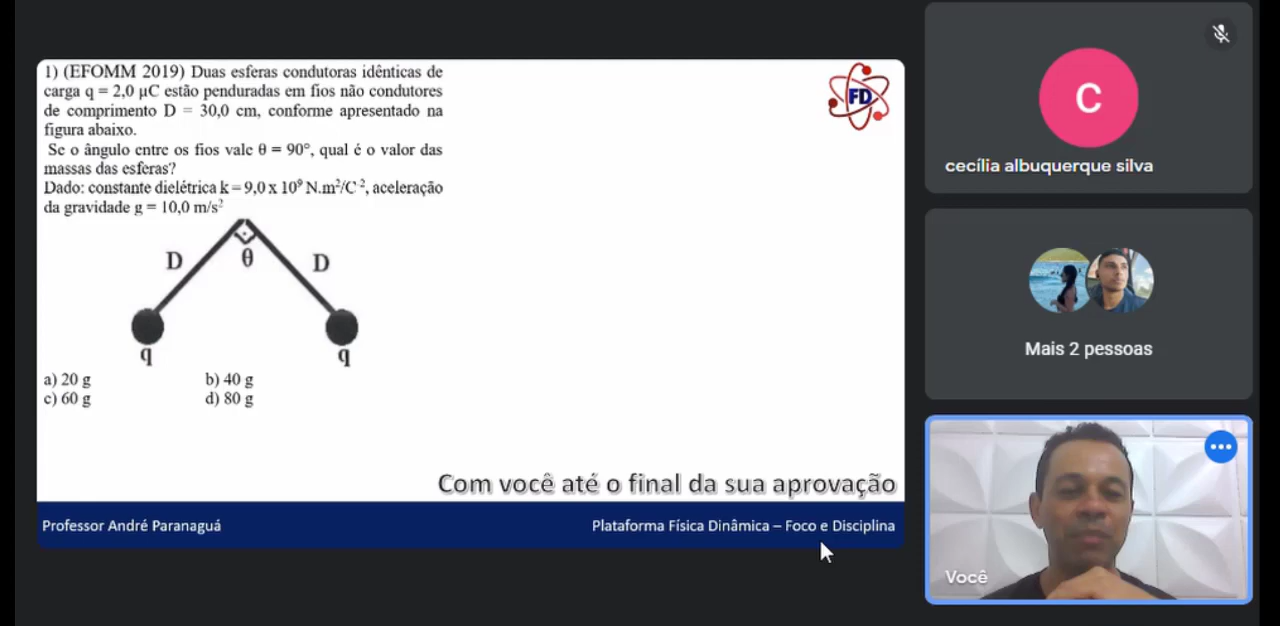 1) (EFOMM 2019) Duas esferas condutoras idênticas de
carga q = 2,0 µC estão penduradas em fios não condutores
de comprimento D = 30,0 cm, conforme apresentado na
figura abaixo.
Se o ângulo entre os fios vale θ = 90°, qual é o valor das
massas das esferas?
Dado: constante dielétrica k = 9,0 x 10⁹ N.m²/C ², aceleração
da gravidade g = 10,0 m/s²
D
θ
D
q
q
a) 20 g
b) 40 g
c) 60 g
d) 80 g
FD
Com você até o final da sua aprovação
Professor André Paranaguá
Plataforma Física Dinâmica – Foco e Disciplina
C
cecília albuquerque silva
Mais 2 pessoas
Você